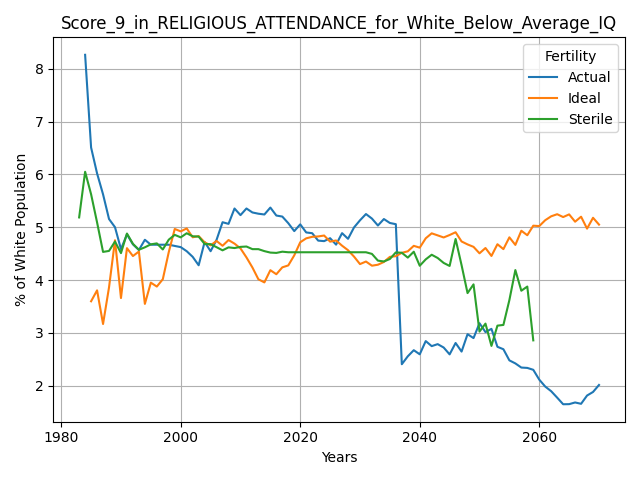 Score_9_in_RELIGIOUS_ATTENDANCE_for_White_Below_Average_IQ
Fertility
Actual
Ideal
Sterile
% of White Population
8
7
6
5
4
3
2
1980
2000
2020
2040
2060
Years